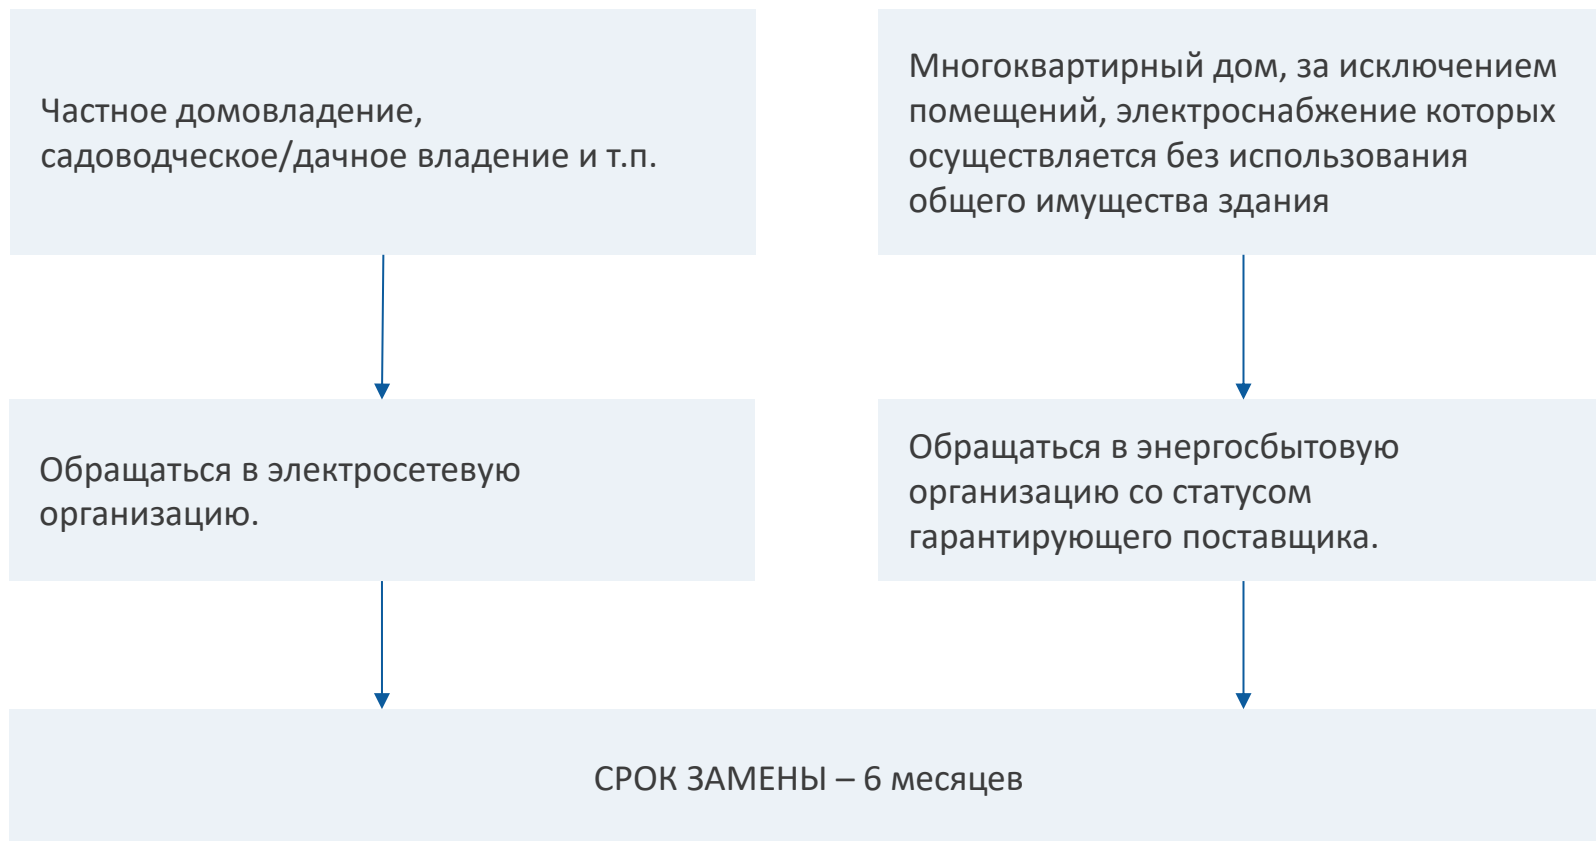 Частное домовладение,
садоводческое/дачное владение и т.п.
Многоквартирный дом, за исключением
помещений, электроснабжение которых
осуществляется без использования
общего имущества здания
Обращаться в электросетевую
организацию.
Обращаться в энергосбытовую
организацию со статусом
гарантирующего поставщика.
СРОК ЗАМЕНЫ – 6 месяцев